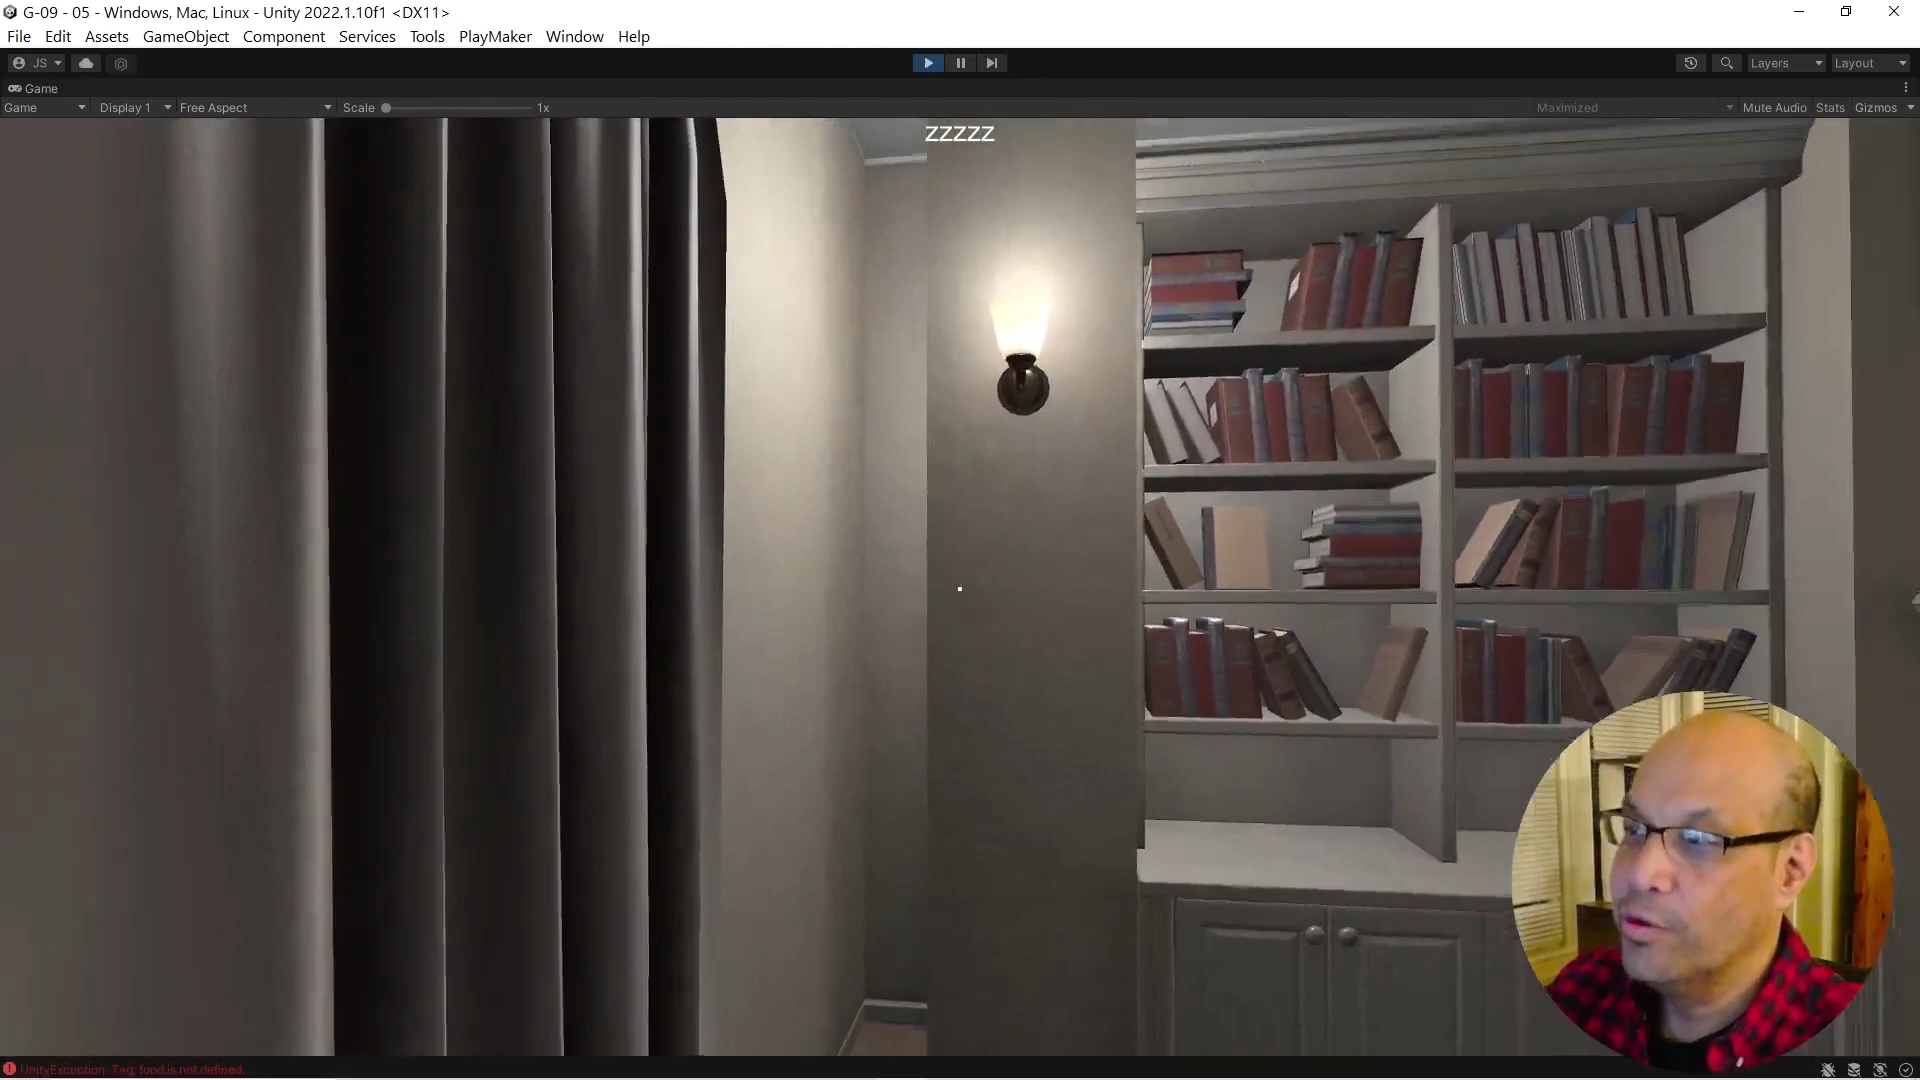 G-09 - 05 - Windows, Mac, Linux - Unity 2022.1.10f1 <DX11>
File Edit Assets GameObject Component Services Tools PlayMaker Window Help
JS Layers Layout
Game
Game Display 1 Free Aspect Scale 1x Maximized Mute Audio Stats Gizmos
zzzzz
UnityException: Tag: food is not defined.